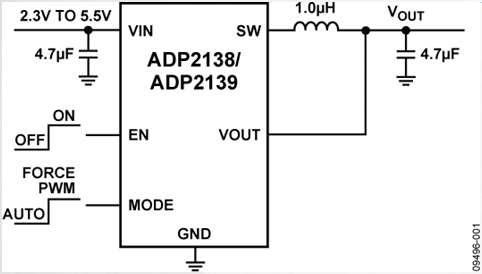 2.3V TO 5.5V
4.7µF
VIN
SW
1.0µH
VOUT
4.7µF
ADP2138/
ADP2139
ON
OFF
EN
VOUT
FORCE
PWM
AUTO
MODE
GND
09496-001